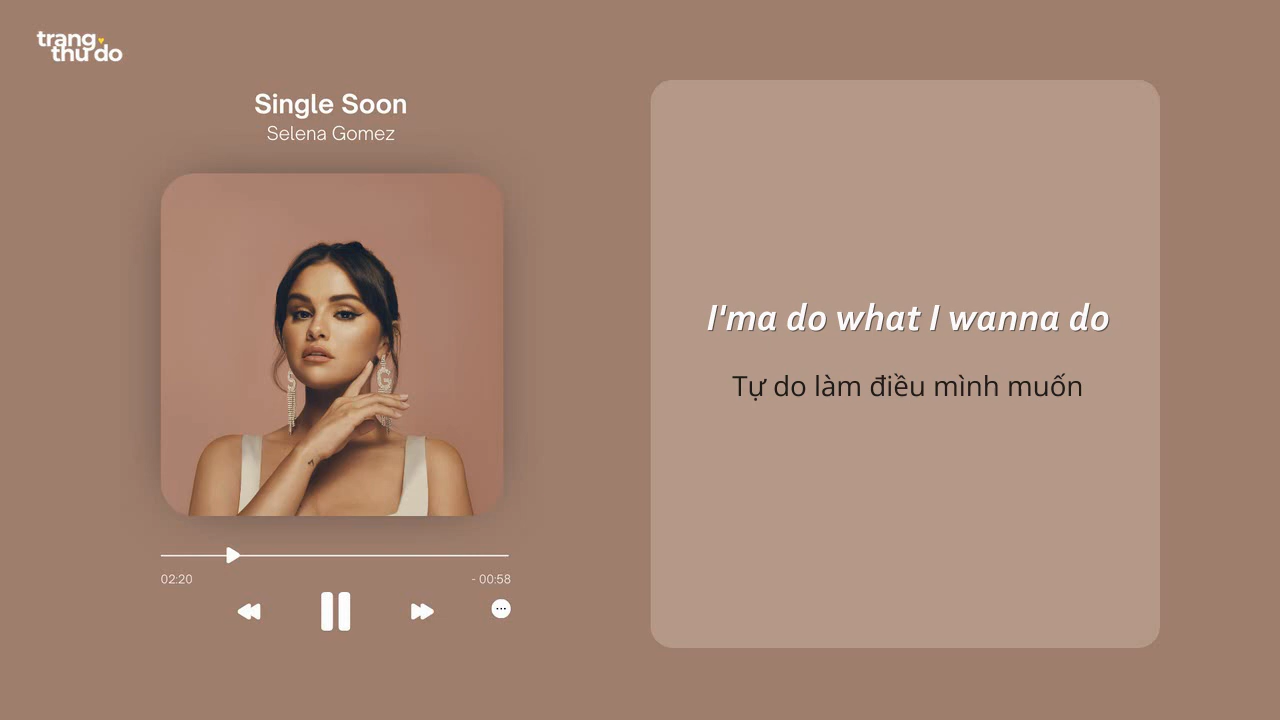 trang
thu do
Single Soon
Selena Gomez
I'ma do what I wanna do
Tự do làm điều mình muốn
02:20
- 00:58